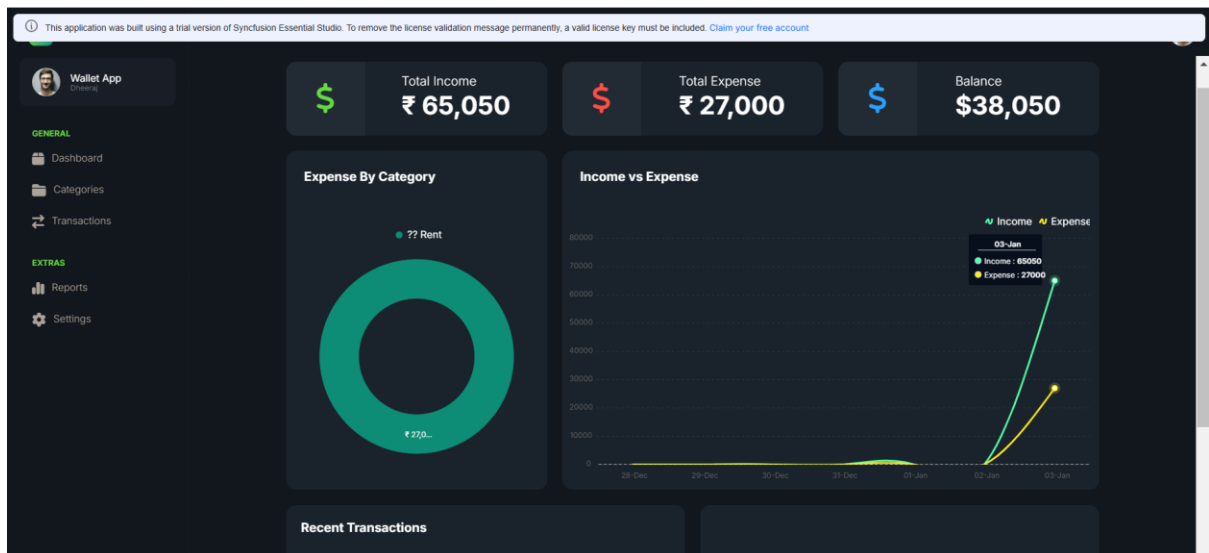 This application was built using a trial version of Syncfusion Essential Studio. To remove the license validation message permanently, a valid license key must be included. Claim your free account
Wallet App
Dheeraj
GENERAL
Dashboard
Categories
Transactions
EXTRAS
Reports
Settings
Total Income
₹ 65,050
Total Expense
₹ 27,000
Balance
$38,050
Expense By Category
?? Rent
₹ 27,0...
Income vs Expense
Income Expense
03-Jan
Income : 65050
Expense : 27000
80000
70000
60000
50000
40000
30000
20000
10000
0
28-Dec 29-Dec 30-Dec 31-Dec 01-Jan 02-Jan 03-Jan
Recent Transactions